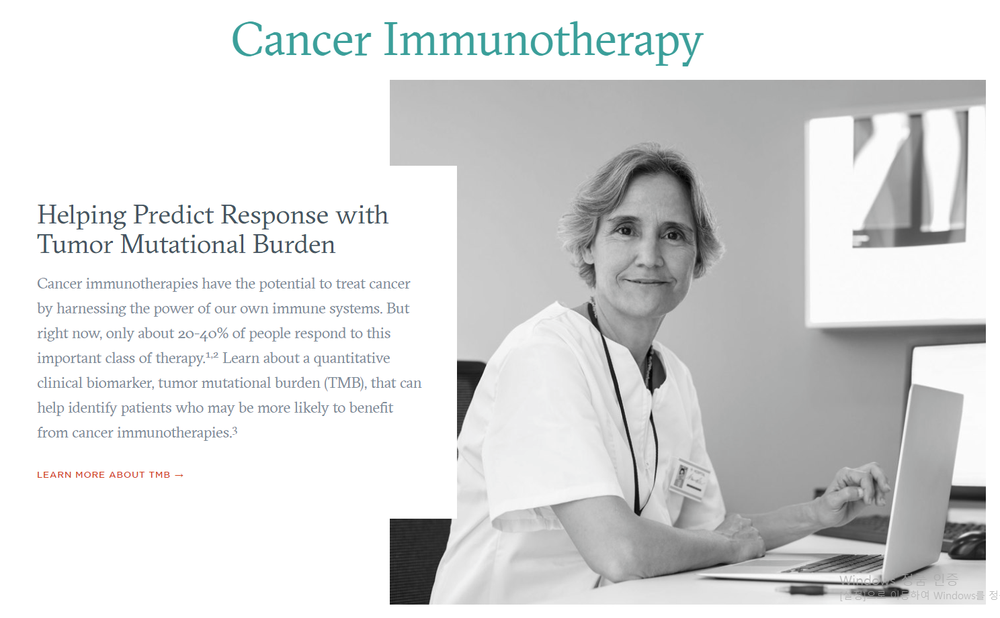 Cancer Immunotherapy
Helping Predict Response with
Tumor Mutational Burden
Cancer immunotherapies have the potential to treat cancer
by harnessing the power of our own immune systems. But
right now, only about 20-40% of people respond to this
important class of therapy.¹,² Learn about a quantitative
clinical biomarker, tumor mutational burden (TMB), that can
help identify patients who may be more likely to benefit
from cancer immunotherapies.³
LEARN MORE ABOUT TMB →
Windows 정품 인증
[설정]으로 이동하여 Windows를 정